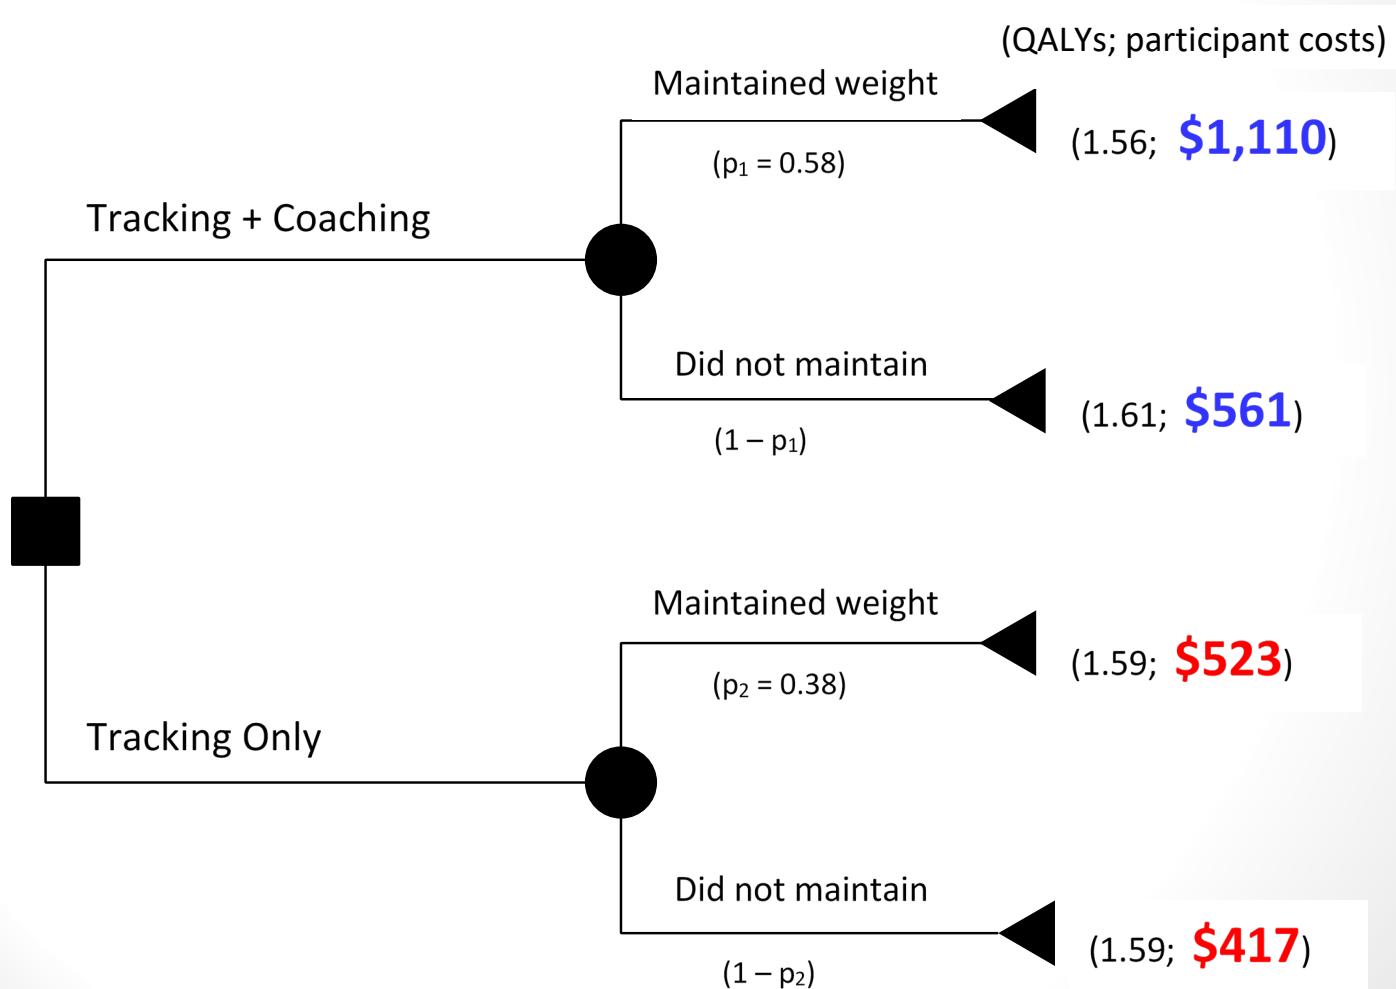 (QALYs; participant costs)
Maintained weight
(p₁ = 0.58)
(1.56; $1,110)
Tracking + Coaching
Did not maintain
(1 – p₁)
(1.61; $561)
Maintained weight
(p₂ = 0.38)
(1.59; $523)
Tracking Only
Did not maintain
(1 – p₂)
(1.59; $417)